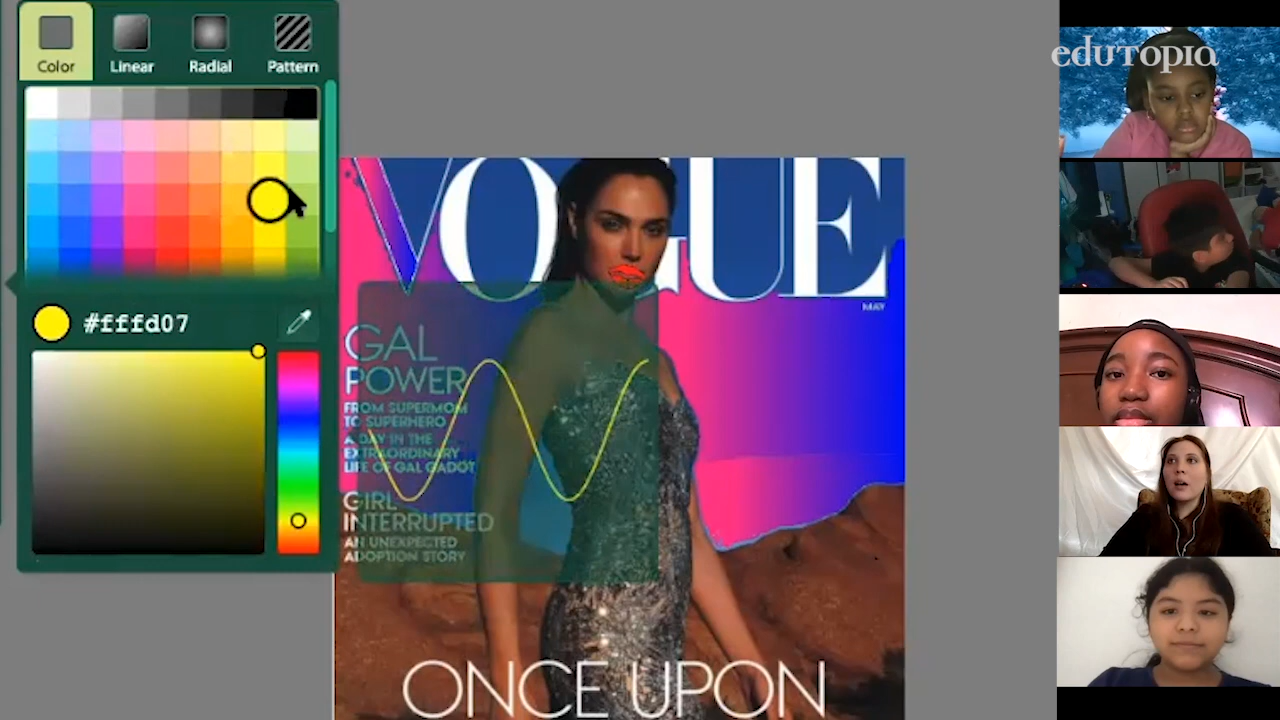 Color
Linear
Radial
Pattern
edutopia
#fffd07
VOGUE
MAY
GAL
POWER
FROM SUPERMOM
TO SUPERHERO
A DAY IN THE
EXTRAORDINARY
LIFE OF GAL GADOT
GIRL
INTERRUPTED
AN UNEXPECTED
ADOPTION STORY
ONCE UPON